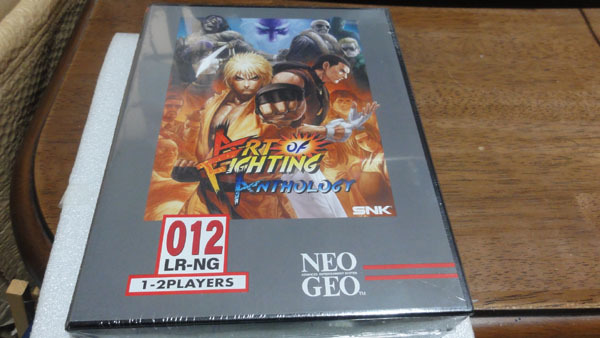 ART OF
FIGHTING
ANTHOLOGY
SNK
012
LR-NG
1-2PLAYERS
NEO
GEO